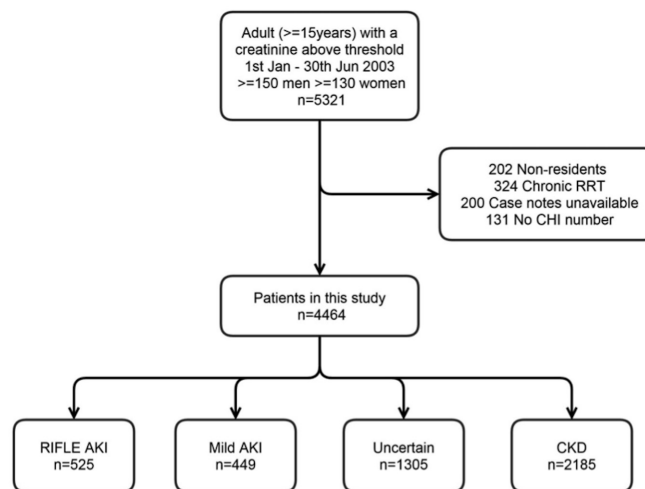 Adult (>=15years) with a
creatinine above threshold
1st Jan - 30th Jun 2003
>=150 men >=130 women
n=5321
202 Non-residents
324 Chronic RRT
200 Case notes unavailable
131 No CHI number
Patients in this study
n=4464
RIFLE AKI
n=525
Mild AKI
n=449
Uncertain
n=1305
CKD
n=2185